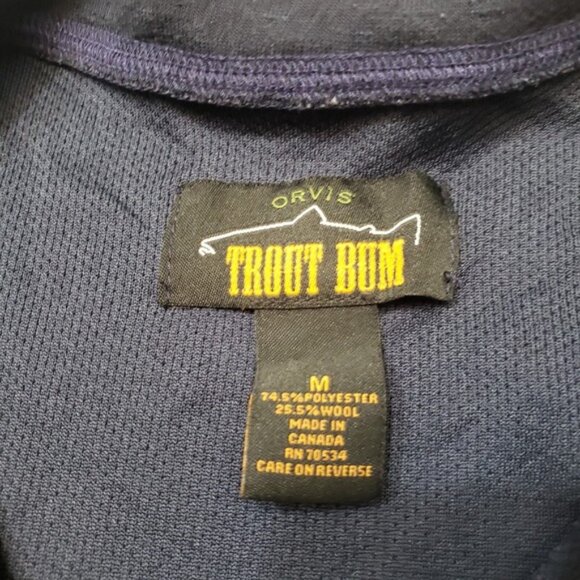 ORVIS
TROUT BUM
M
74.5%POLYESTER
25.5%WOOL
MADE IN
CANADA
RN 70534
CARE ON REVERSE